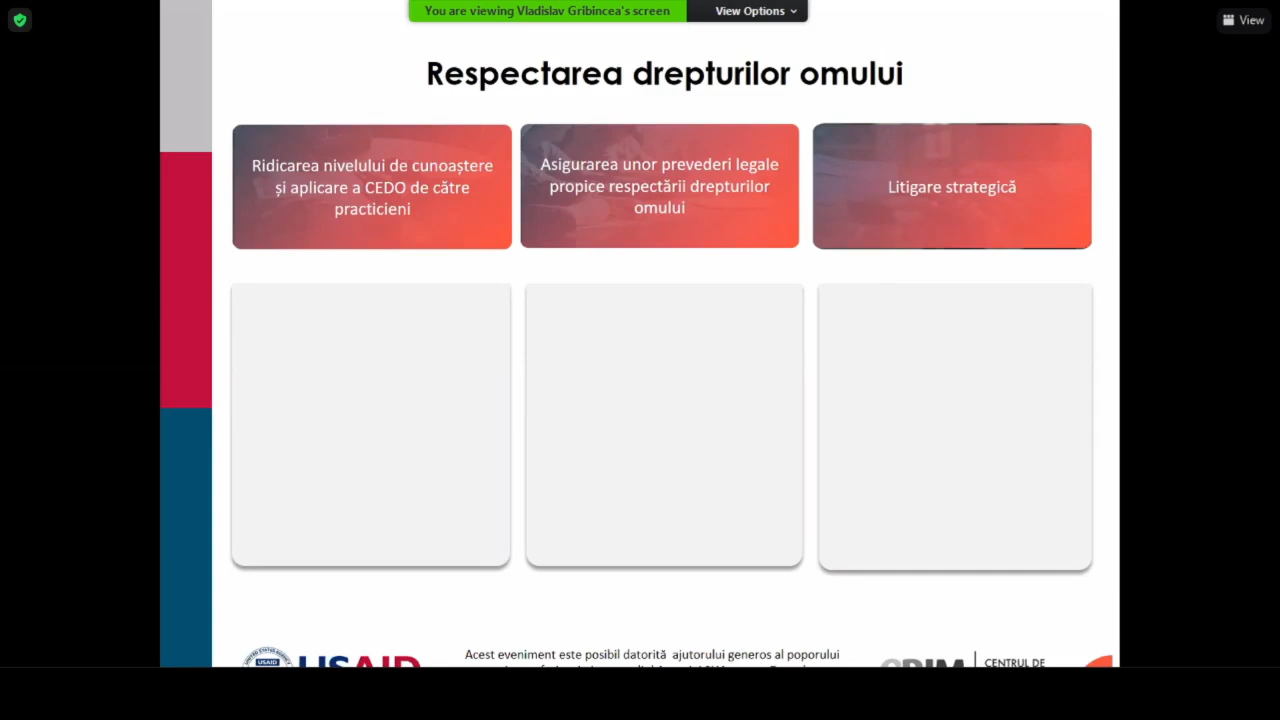 You are viewing Vladislav Gribincea's screen
View Options
View
Respectarea drepturilor omului
Ridicarea nivelului de cunoaștere
și aplicare a CEDO de către
practicieni
Asigurarea unor prevederi legale
propice respectării drepturilor
omului
Litigare strategică
Acest eveniment este posibil datorită ajutorului generos al poporului
USAID
USAID
CENTRUL DE